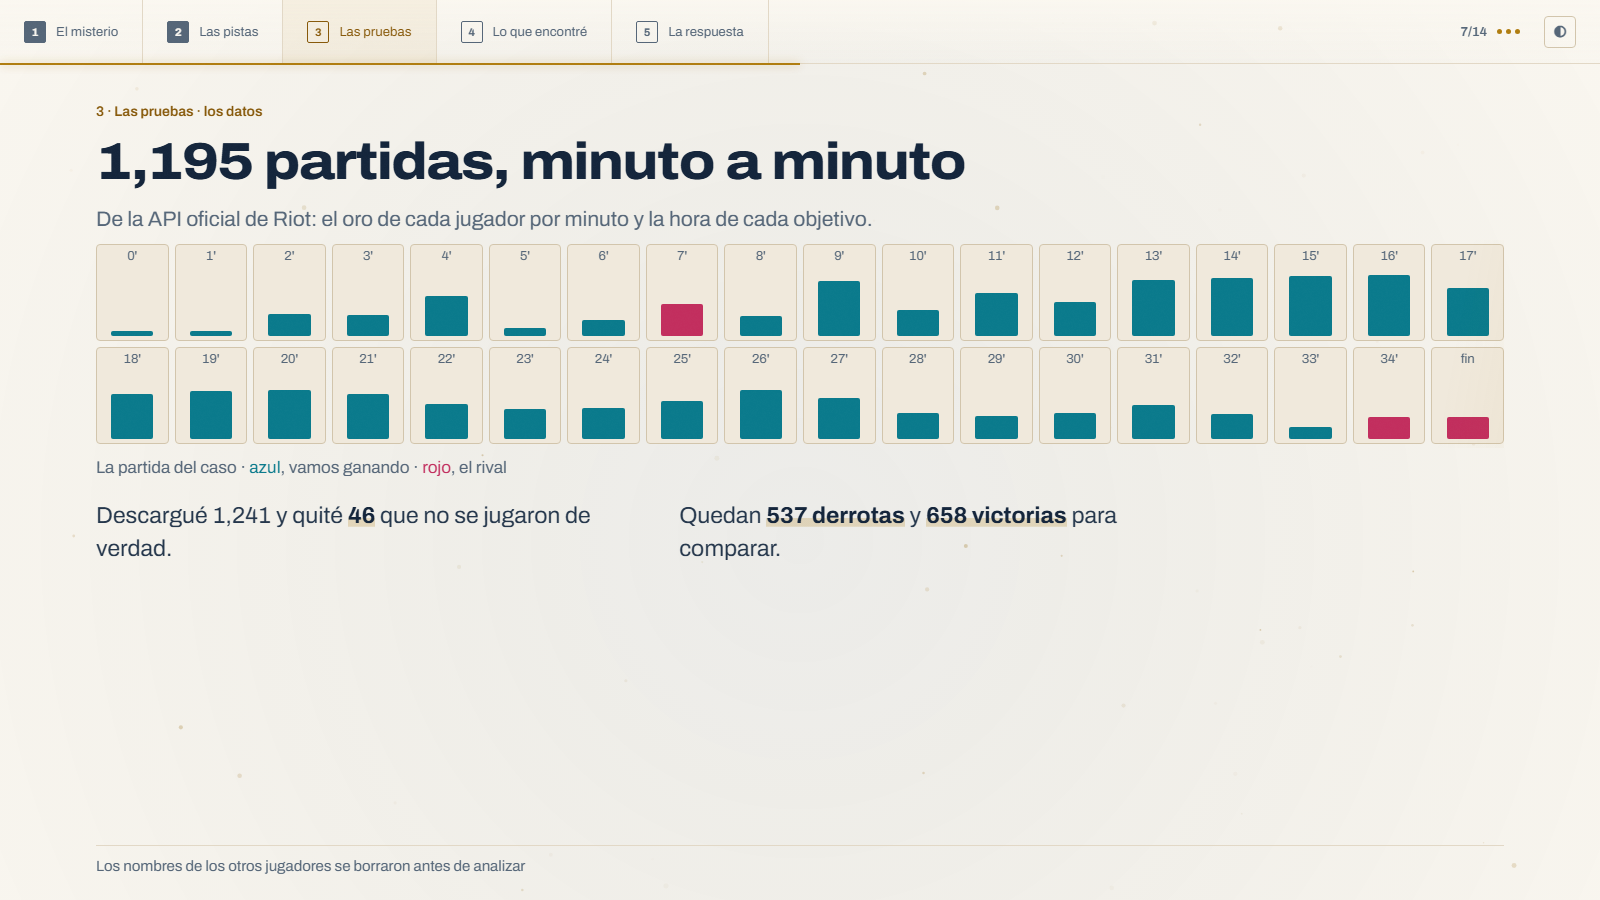 1 El misterio
2 Las pistas
3 Las pruebas
4 Lo que encontré
5 La respuesta
7/14
3 · Las pruebas · los datos
1,195 partidas, minuto a minuto
De la API oficial de Riot: el oro de cada jugador por minuto y la hora de cada objetivo.
0' 1' 2' 3' 4' 5' 6' 7' 8' 9' 10' 11' 12' 13' 14' 15' 16' 17'
18' 19' 20' 21' 22' 23' 24' 25' 26' 27' 28' 29' 30' 31' 32' 33' 34' fin
La partida del caso · azul, vamos ganando · rojo, el rival
Descargué 1,241 y quité 46 que no se jugaron de
verdad.
Quedan 537 derrotas y 658 victorias para
comparar.
Los nombres de los otros jugadores se borraron antes de analizar